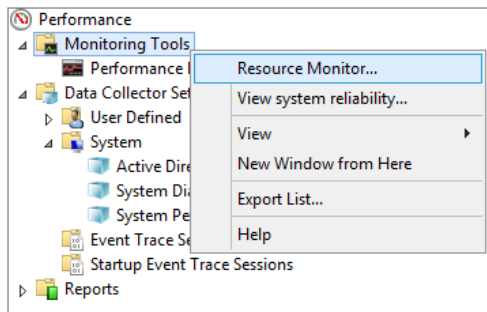 Performance
Monitoring Tools
Performance
Resource Monitor...
Data Collector Set
View system reliability...
User Defined
View
System
Active Dire
New Window from Here
System Dia
Export List...
System Pe
Event Trace Se
Help
Startup Event Trace Sessions
Reports